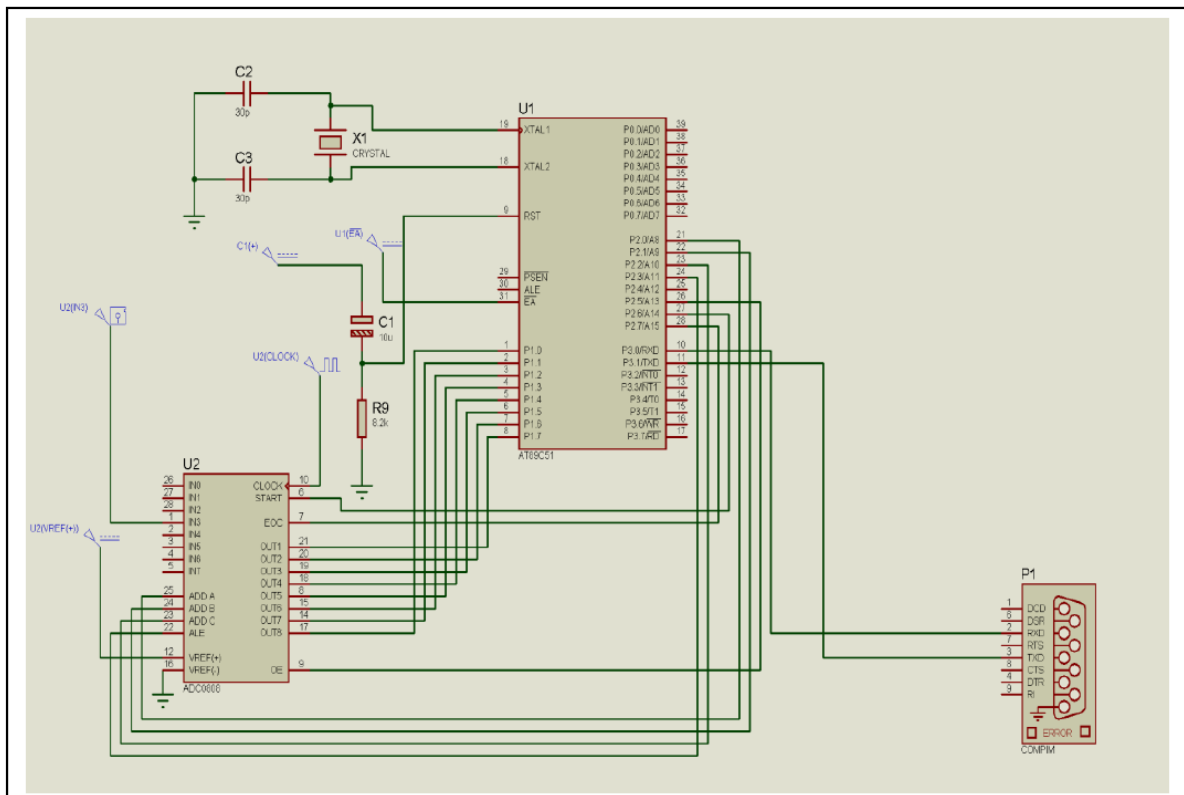 C2
30p
X1
CRYSTAL
C3
30p
U1
19 XTAL1
18 XTAL2
9 RST
29 PSEN
30 ALE
31 EA
1 P1.0
2 P1.1
3 P1.2
4 P1.3
5 P1.4
6 P1.5
7 P1.6
8 P1.7
P0.0/AD0 39
P0.1/AD1 38
P0.2/AD2 37
P0.3/AD3 36
P0.4/AD4 35
P0.5/AD5 34
P0.6/AD6 33
P0.7/AD7 32
P2.0/A8 21
P2.1/A9 22
P2.2/A10 23
P2.3/A11 24
P2.4/A12 25
P2.5/A13 26
P2.6/A14 27
P2.7/A15 28
P3.0/RXD 10
P3.1/TXD 11
P3.2/INT0 12
P3.3/INT1 13
P3.4/T0 14
P3.5/T1 15
P3.6/WR 16
P3.7/RD 17
AT89C51
U1(EA)
C1(+)
U2(IN3)
C1
10u
U2(CLOCK)
R9
8.2k
U2(VREF(+))
U2
26 IN0
27 IN1
28 IN2
1 IN3
2 IN4
3 IN5
4 IN6
5 IN7
25 ADD A
24 ADD B
23 ADD C
22 ALE
12 VREF(+)
16 VREF(-)
CLOCK 10
START 6
EOC 7
OUT1 21
OUT2 20
OUT3 19
OUT4 18
OUT5 8
OUT6 15
OUT7 14
OUT8 17
OE 9
ADC0808
P1
1 DCD
6 DSR
2 RXD
7 RTS
3 TXD
8 CTS
4 DTR
9 RI
ERROR
COMPIM